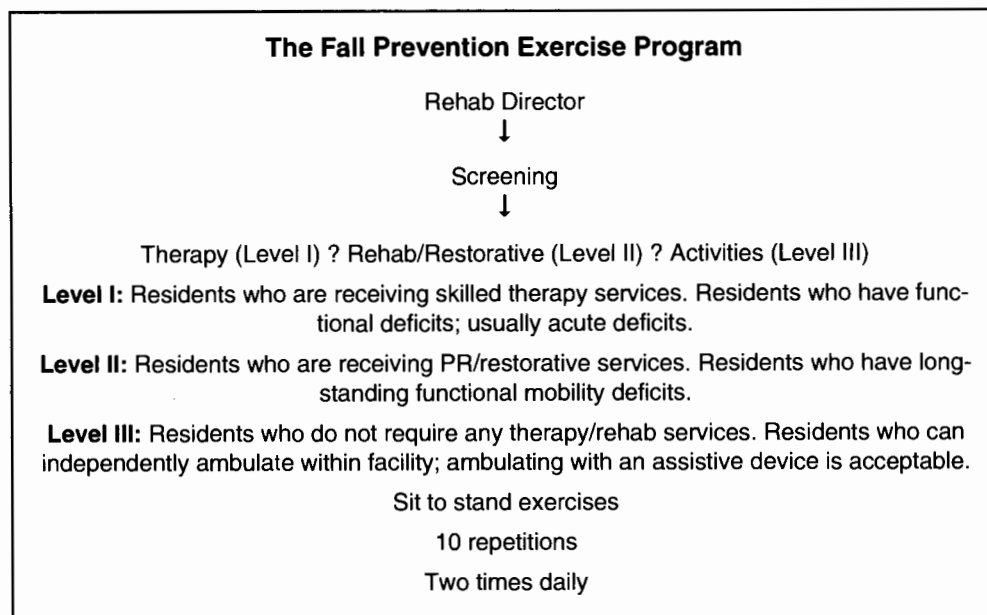 The Fall Prevention Exercise Program
Rehab Director
↓
Screening
↓
Therapy (Level I) ? Rehab/Restorative (Level II) ? Activities (Level III)
Level I: Residents who are receiving skilled therapy services. Residents who have func-
tional deficits; usually acute deficits.
Level II: Residents who are receiving PR/restorative services. Residents who have long-
standing functional mobility deficits.
Level III: Residents who do not require any therapy/rehab services. Residents who can
independently ambulate within facility; ambulating with an assistive device is acceptable.
Sit to stand exercises
10 repetitions
Two times daily